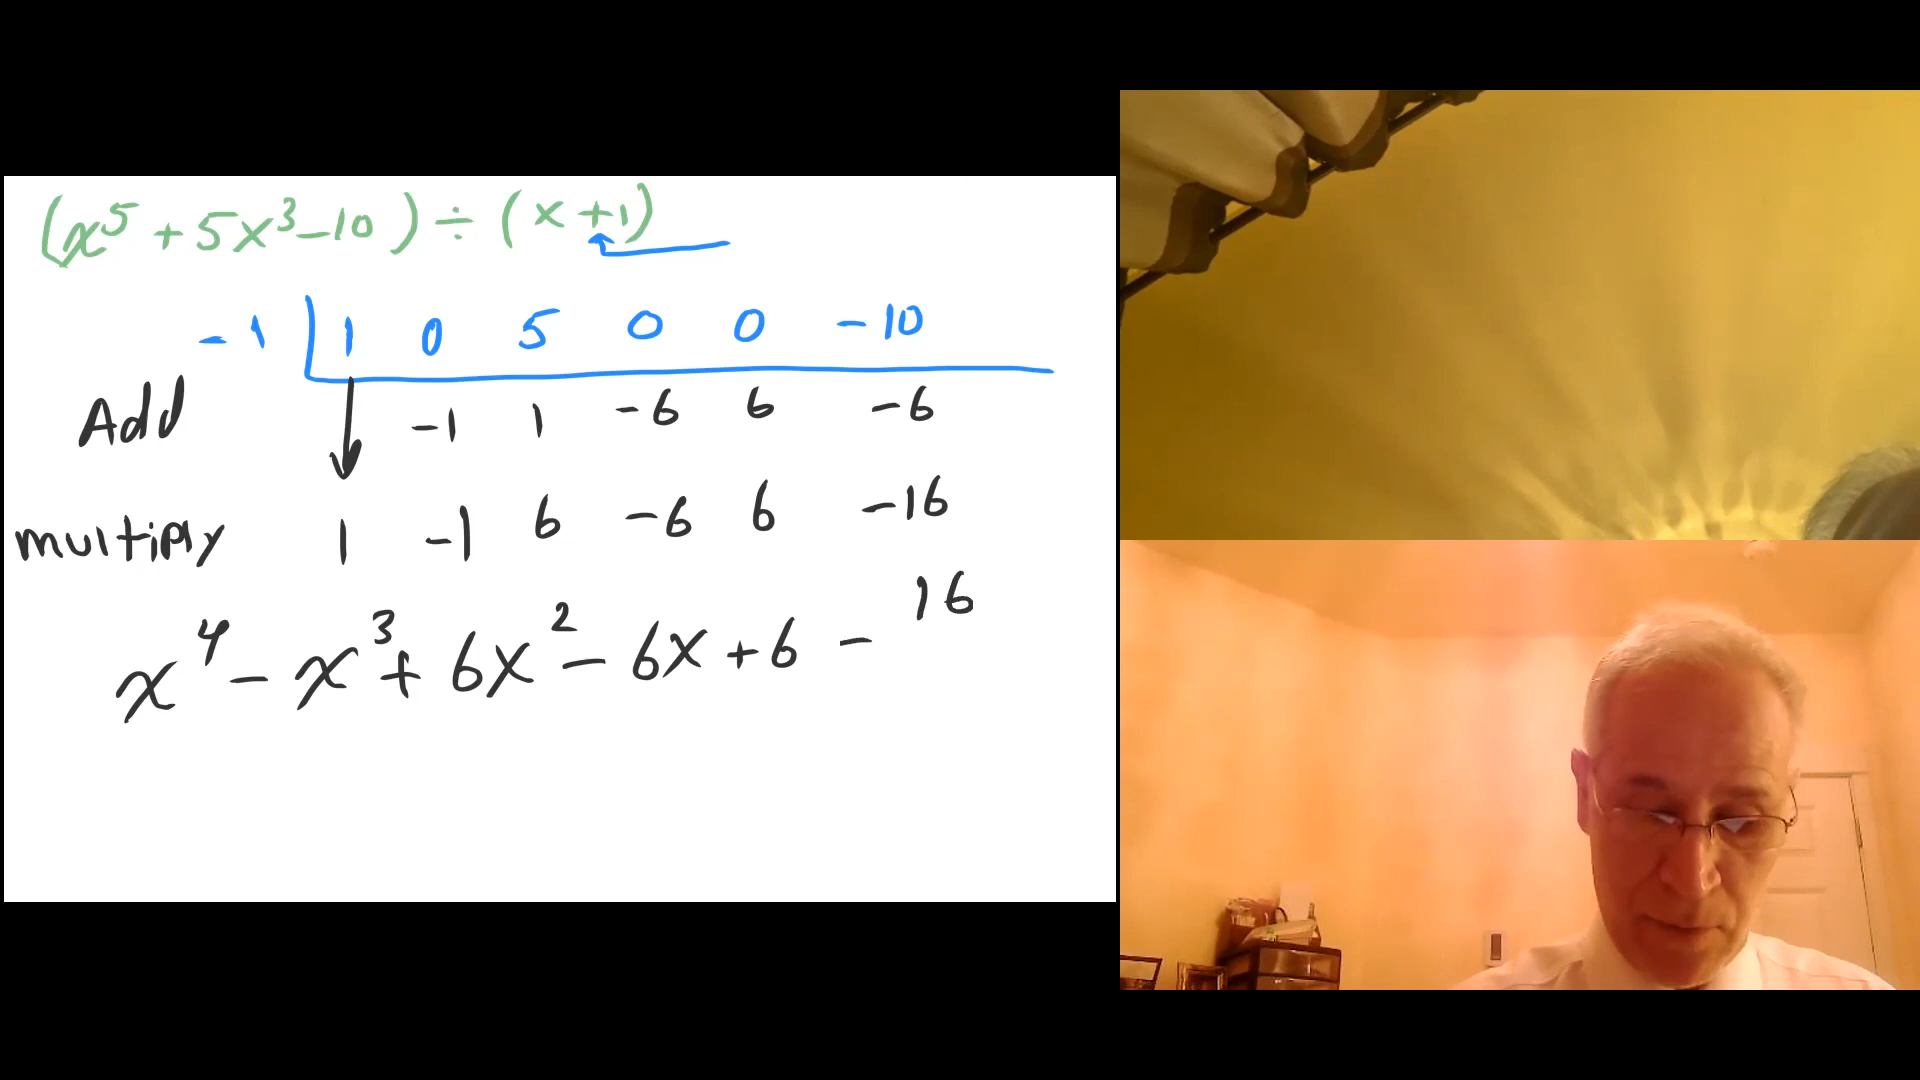 (x⁵ + 5x³ - 10) ÷ (x + 1)
-1 | 1 0 5 0 0 -10
Add -1 1 -6 6 -6
multiply 1 -1 6 -6 6 -16
x⁴ - x³ + 6x² - 6x + 6 - 16